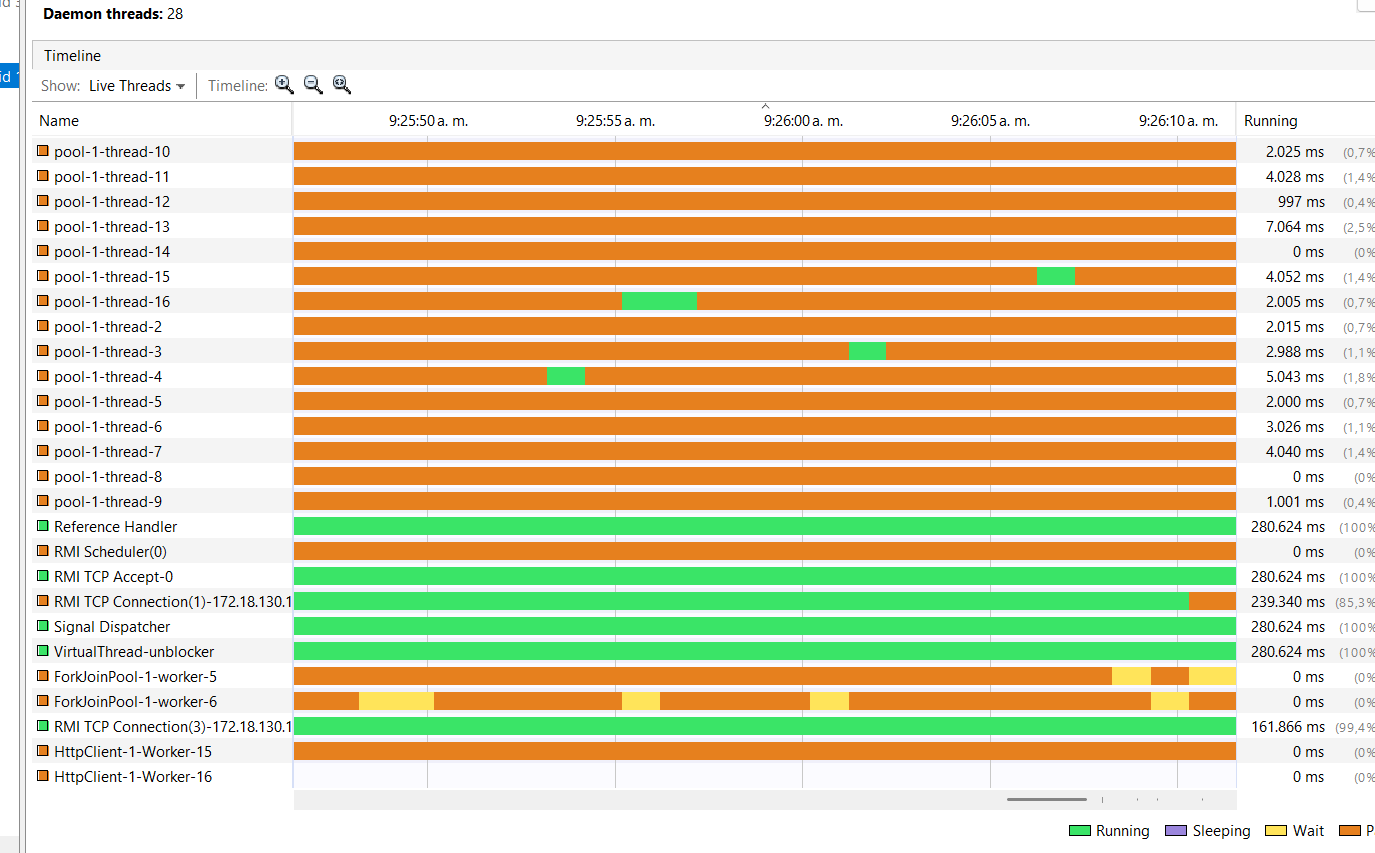 Daemon threads: 28
Timeline
Show: Live Threads Timeline:
Name 9:25:50 a. m. 9:25:55 a. m. 9:26:00 a. m. 9:26:05 a. m. 9:26:10 a. m. Running
pool-1-thread-10 2.025 ms (0,7%
pool-1-thread-11 4.028 ms (1,4%
pool-1-thread-12 997 ms (0,4%
pool-1-thread-13 7.064 ms (2,5%
pool-1-thread-14 0 ms (0%
pool-1-thread-15 4.052 ms (1,4%
pool-1-thread-16 2.005 ms (0,7%
pool-1-thread-2 2.015 ms (0,7%
pool-1-thread-3 2.988 ms (1,1%
pool-1-thread-4 5.043 ms (1,8%
pool-1-thread-5 2.000 ms (0,7%
pool-1-thread-6 3.026 ms (1,1%
pool-1-thread-7 4.040 ms (1,4%
pool-1-thread-8 0 ms (0%
pool-1-thread-9 1.001 ms (0,4%
Reference Handler 280.624 ms (100%
RMI Scheduler(0) 0 ms (0%
RMI TCP Accept-0 280.624 ms (100%
RMI TCP Connection(1)-172.18.130.1 239.340 ms (85,3%
Signal Dispatcher 280.624 ms (100%
VirtualThread-unblocker 280.624 ms (100%
ForkJoinPool-1-worker-5 0 ms (0%
ForkJoinPool-1-worker-6 0 ms (0%
RMI TCP Connection(3)-172.18.130.1 161.866 ms (99,4%
HttpClient-1-Worker-15 0 ms (0%
HttpClient-1-Worker-16 0 ms (0%
Running Sleeping Wait P